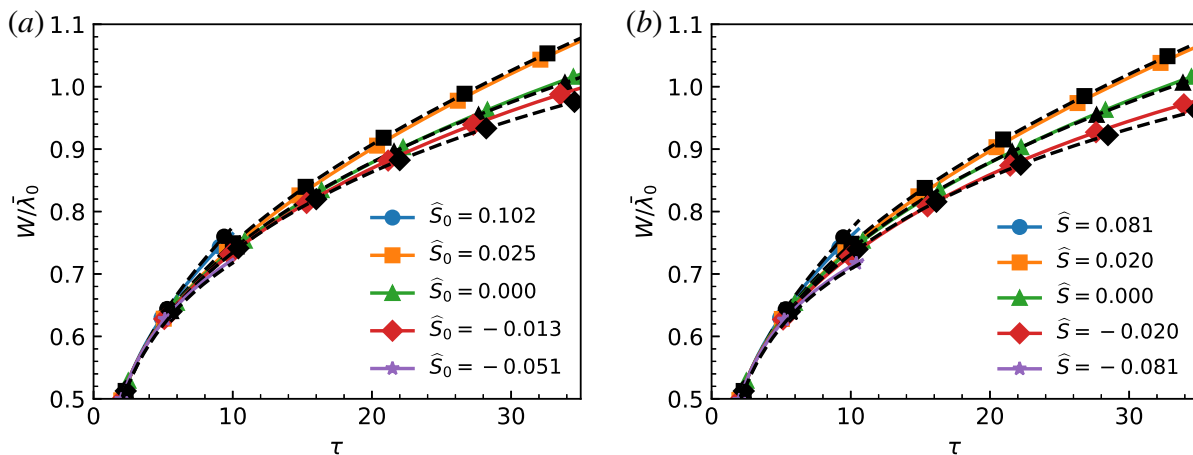 (a)
1.1
1.0
0.9
0.8
0.7
0.6
0.5
W/λ̄₀
0
10
20
30
τ
Ŝ₀ = 0.102
Ŝ₀ = 0.025
Ŝ₀ = 0.000
Ŝ₀ = −0.013
Ŝ₀ = −0.051
(b)
1.1
1.0
0.9
0.8
0.7
0.6
0.5
W/λ̄₀
0
10
20
30
τ
Ŝ = 0.081
Ŝ = 0.020
Ŝ = 0.000
Ŝ = −0.020
Ŝ = −0.081